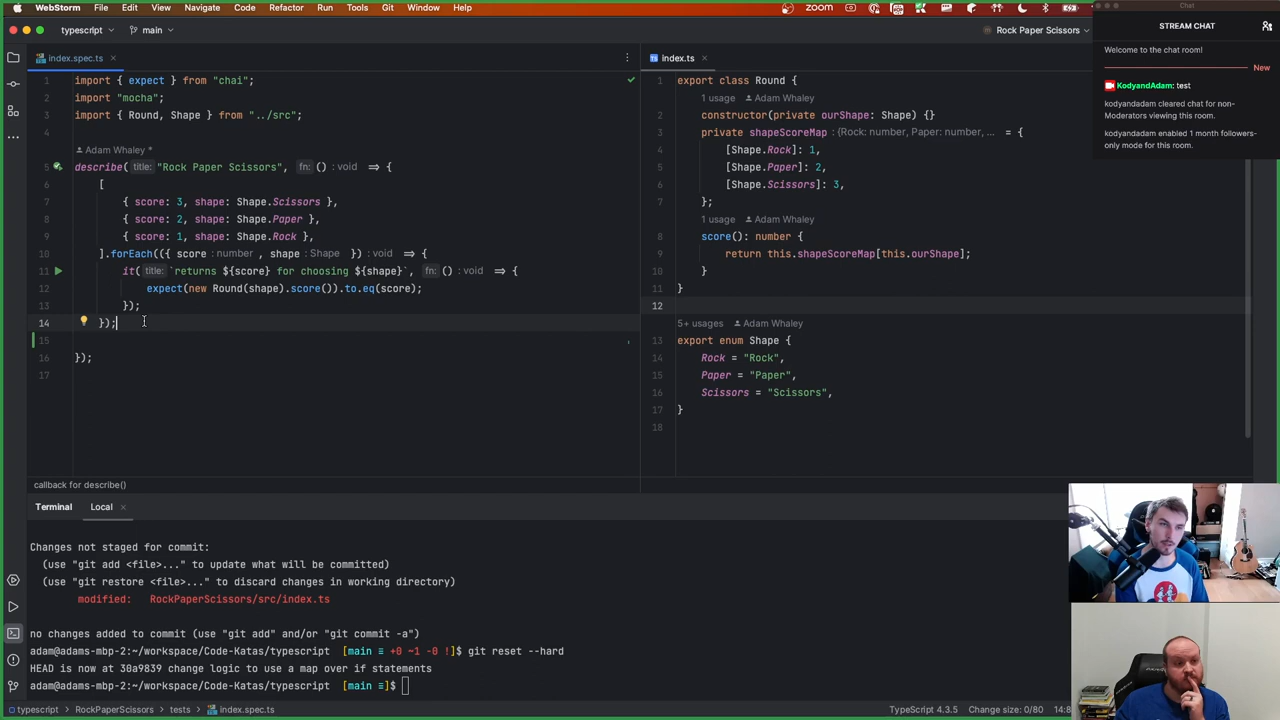 WebStorm File Edit View Navigate Code Refactor Run Tools Git Window Help zoom
typescript main Rock Paper Scissors
Chat
STREAM CHAT
Welcome to the chat room!
New
KodyandAdam: test
kodyandadam cleared chat for non-
Moderators viewing this room.
kodyandadam enabled 1 month followers-
only mode for this room.
index.spec.ts
1 import { expect } from "chai";
2 import "mocha";
3 import { Round, Shape } from "../src";
4
Adam Whaley *
5 describe( title: "Rock Paper Scissors", fn: () :void => {
6 [
7 { score: 3, shape: Shape.Scissors },
8 { score: 2, shape: Shape.Paper },
9 { score: 1, shape: Shape.Rock },
10 ].forEach(({ score :number , shape :Shape }) :void => {
11 it( title: `returns ${score} for choosing ${shape}`, fn: () :void => {
12 expect(new Round(shape).score()).to.eq(score);
13 });
14 });
15
16 });
17
callback for describe()
index.ts
1 export class Round {
1 usage Adam Whaley
2 constructor(private ourShape: Shape) {}
3 private shapeScoreMap :{Rock: number, Paper: number, ... = {
4 [Shape.Rock]: 1,
5 [Shape.Paper]: 2,
6 [Shape.Scissors]: 3,
7 };
1 usage Adam Whaley
8 score(): number {
9 return this.shapeScoreMap[this.ourShape];
10 }
11 }
12
5+ usages Adam Whaley
13 export enum Shape {
14 Rock = "Rock",
15 Paper = "Paper",
16 Scissors = "Scissors",
17 }
18
Terminal Local
Changes not staged for commit:
(use "git add <file>..." to update what will be committed)
(use "git restore <file>..." to discard changes in working directory)
modified: RockPaperScissors/src/index.ts
no changes added to commit (use "git add" and/or "git commit -a")
adam@adams-mbp-2:~/workspace/Code-Katas/typescript [main ≡ +0 ~1 -0 !]$ git reset --hard
HEAD is now at 30a9839 change logic to use a map over if statements
adam@adams-mbp-2:~/workspace/Code-Katas/typescript [main ≡]$
typescript > RockPaperScissors > tests > index.spec.ts TypeScript 4.3.5 Change size: 0/80 14:8